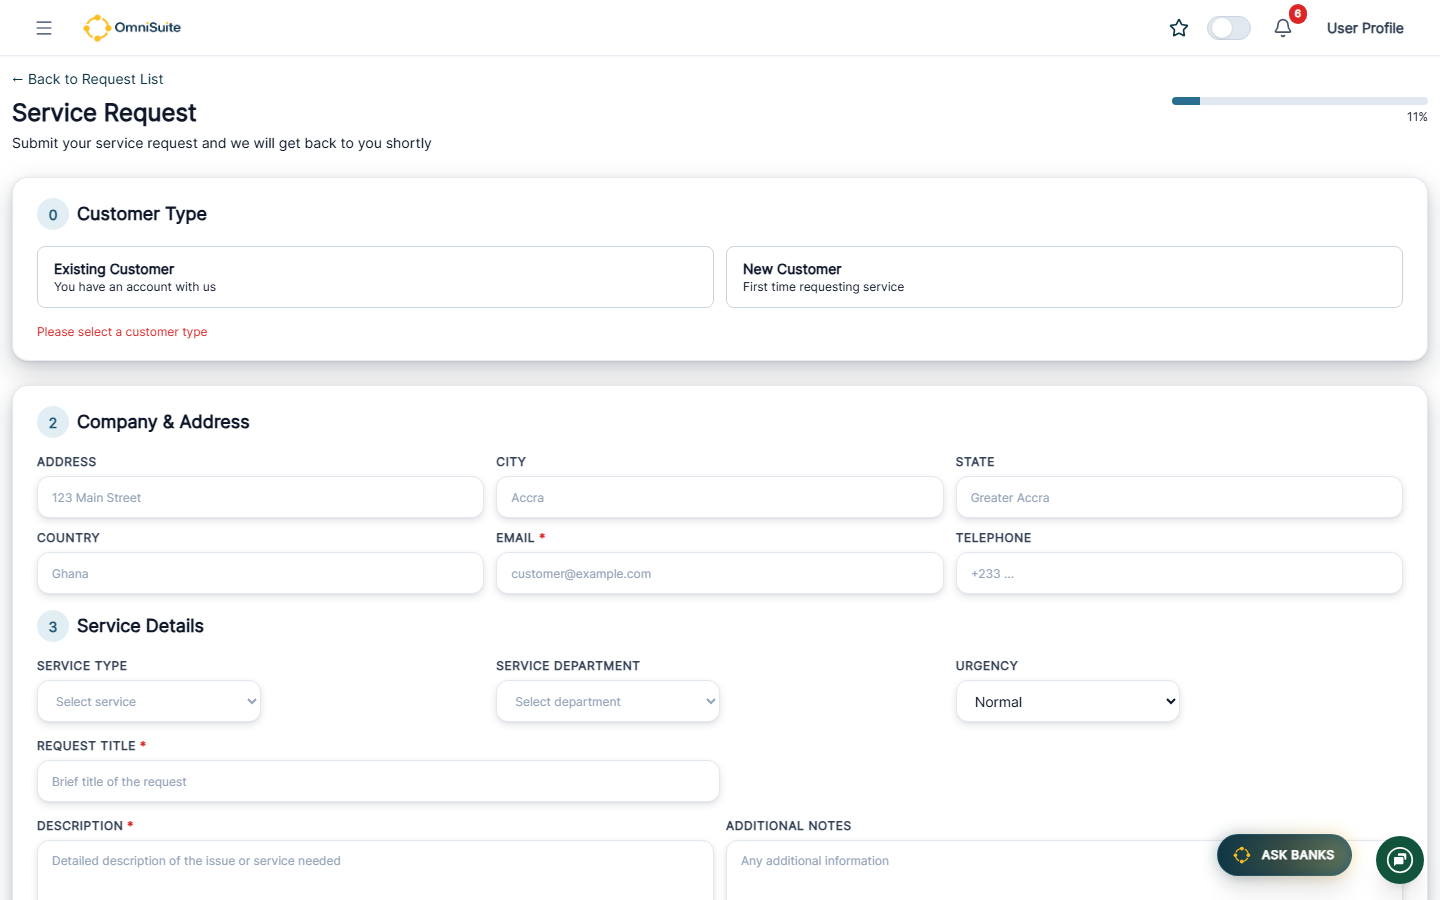 OmniSuite
6
User Profile
← Back to Request List
Service Request
11%
Submit your service request and we will get back to you shortly
0 Customer Type
Existing Customer
You have an account with us
New Customer
First time requesting service
Please select a customer type
2 Company & Address
ADDRESS
123 Main Street
CITY
Accra
STATE
Greater Accra
COUNTRY
Ghana
EMAIL *
customer@example.com
TELEPHONE
+233 ...
3 Service Details
SERVICE TYPE
Select service
SERVICE DEPARTMENT
Select department
URGENCY
Normal
REQUEST TITLE *
Brief title of the request
DESCRIPTION *
Detailed description of the issue or service needed
ADDITIONAL NOTES
Any additional information
ASK BANKS